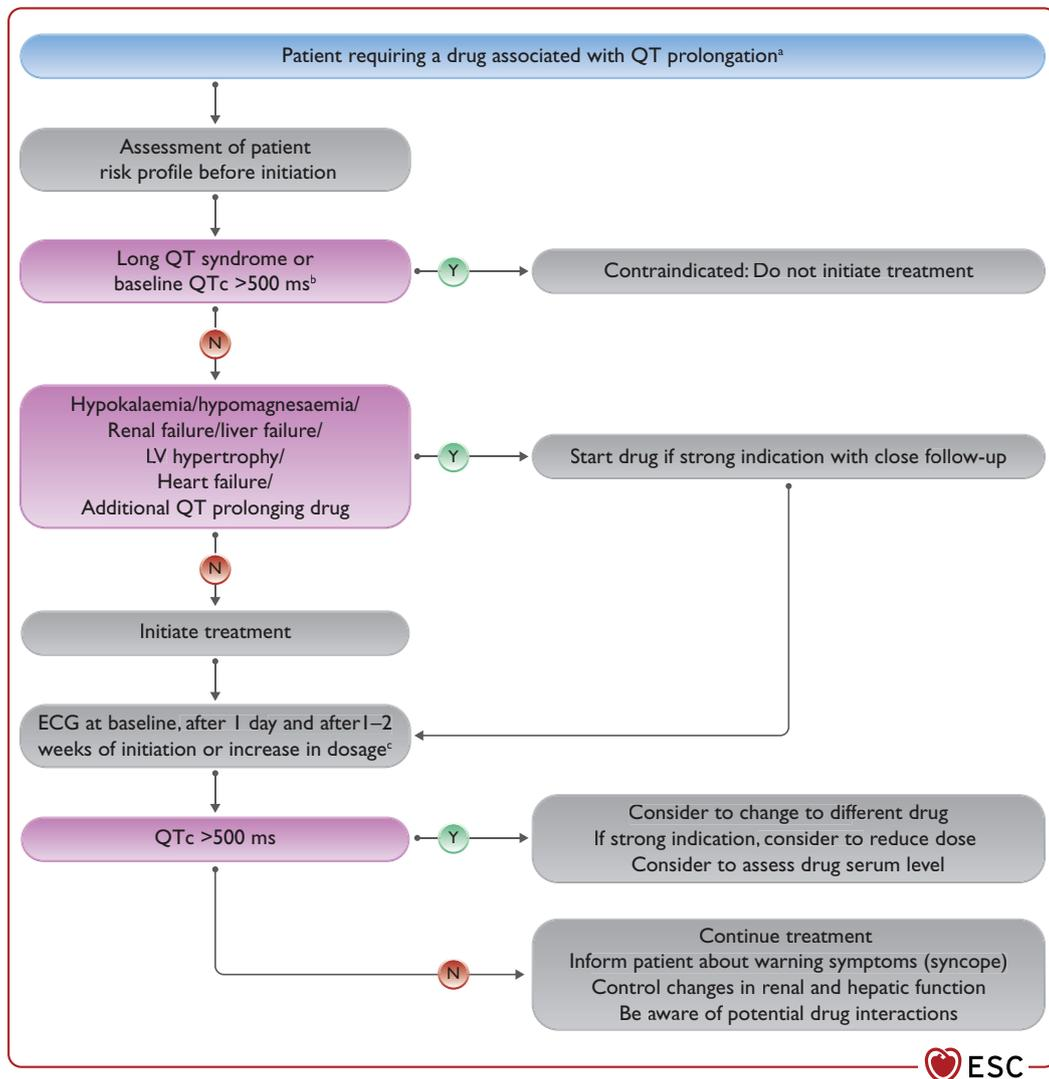 Patient requiring a drug associated with QT prolongationᵃ
Assessment of patient
risk profile before initiation
Long QT syndrome or
baseline QTc >500 msᵇ
Y
Contraindicated: Do not initiate treatment
N
Hypokalaemia/hypomagnesaemia/
Renal failure/liver failure/
LV hypertrophy/
Heart failure/
Additional QT prolonging drug
Y
Start drug if strong indication with close follow-up
N
Initiate treatment
ECG at baseline, after 1 day and after1–2
weeks of initiation or increase in dosageᶜ
QTc >500 ms
Y
Consider to change to different drug
If strong indication, consider to reduce dose
Consider to assess drug serum level
N
Continue treatment
Inform patient about warning symptoms (syncope)
Control changes in renal and hepatic function
Be aware of potential drug interactions
ESC